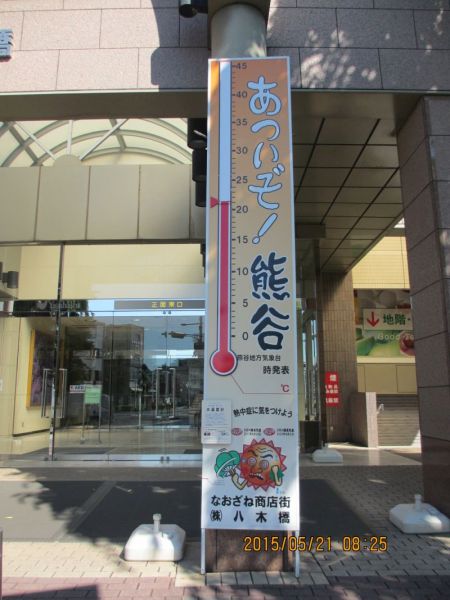 あついぞ！熊谷
45
40
35
30
25
20
15
10
5
0
熊谷地方気象台
時発表
℃
正面東口
地階
熱中症に気をつけよう
なおざね商店街
㈱ 八木橋
2015/05/21 08:25